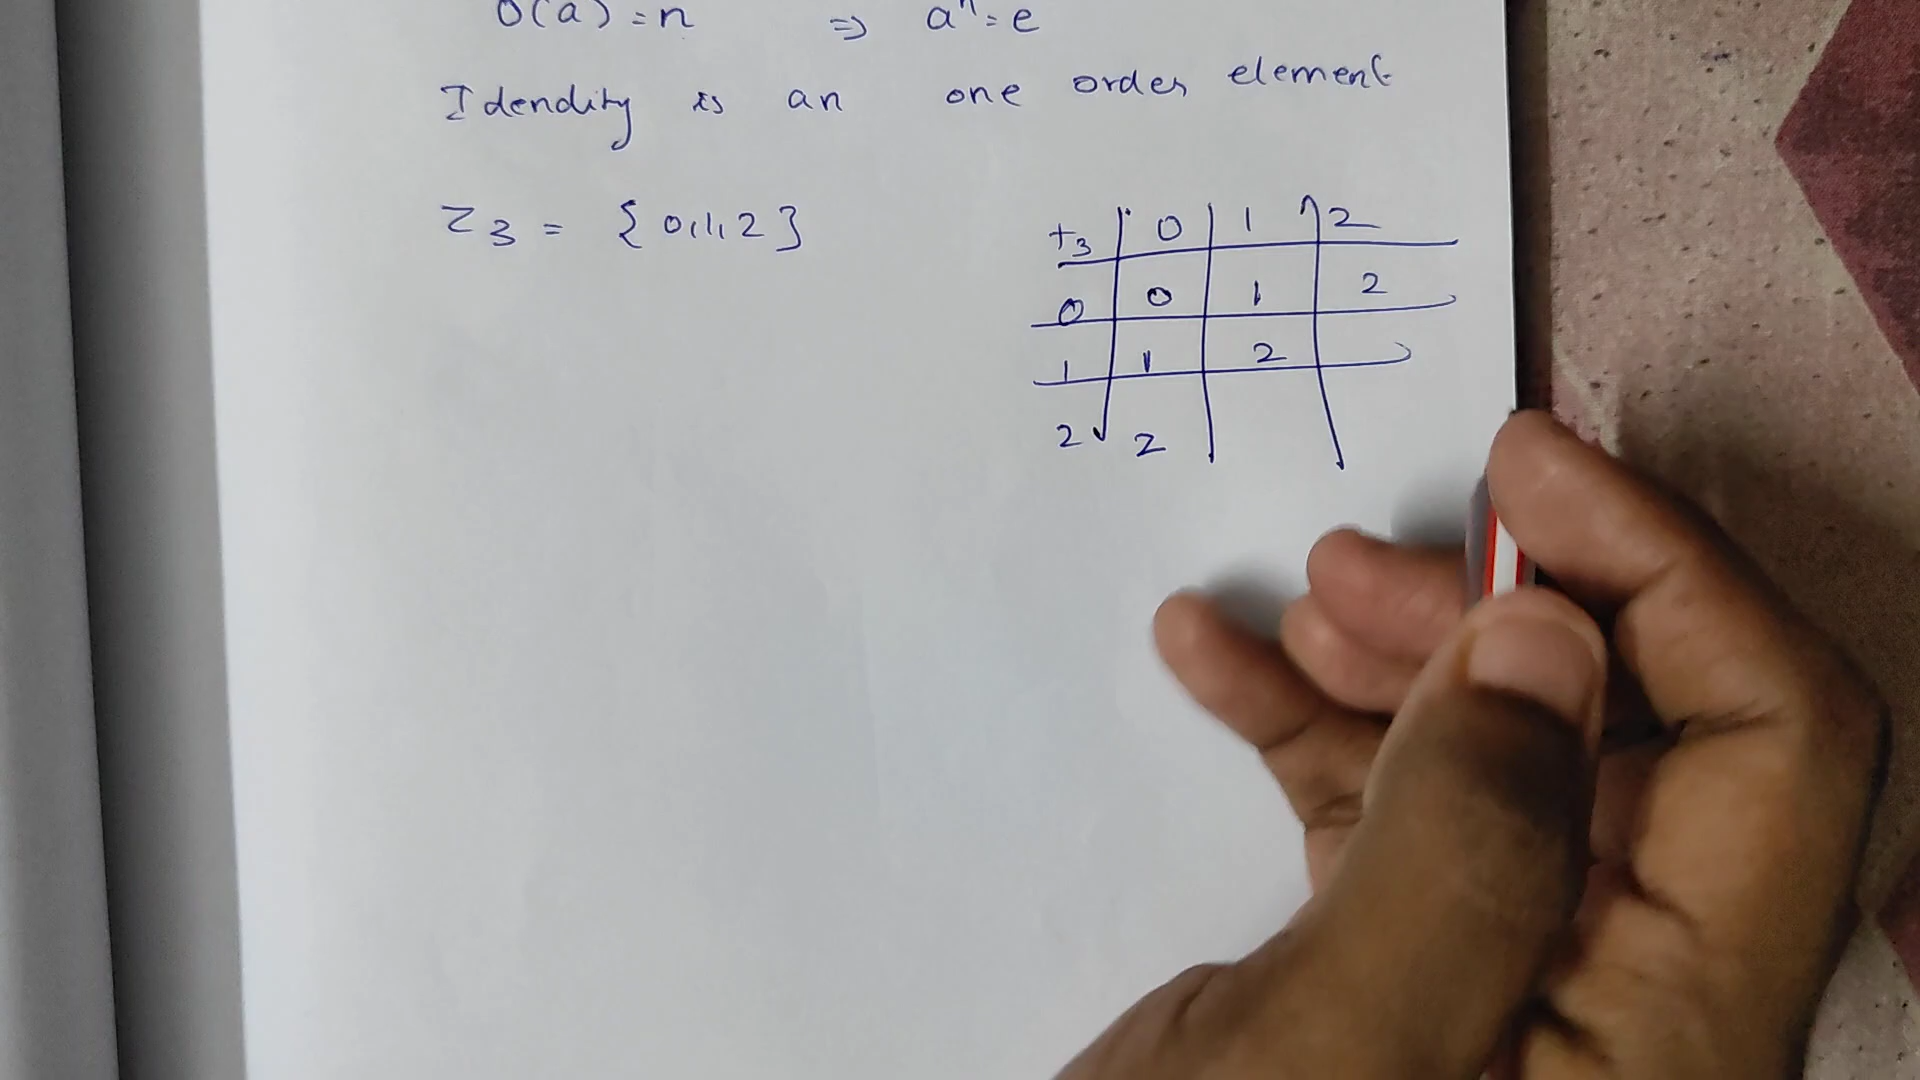 O(a) = n ⇒ aⁿ = e
Idendity is an one order element
Z₃ = { 0,1,2 }
+₃ 0 1 2
0 0 1 2
1 1 2
2 2